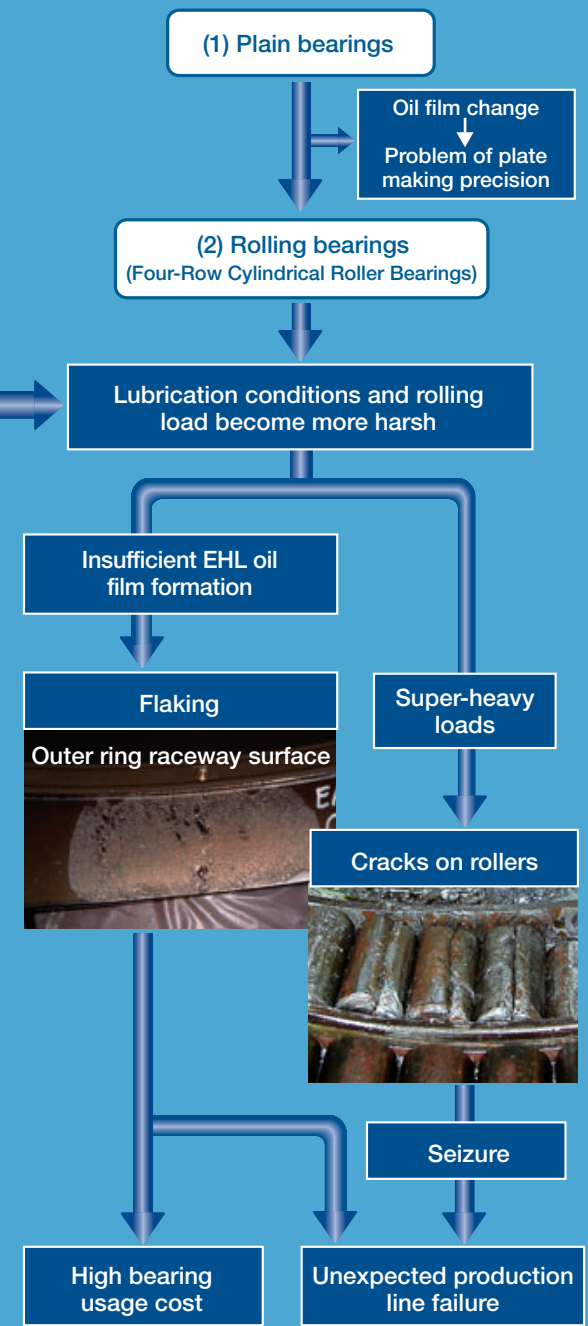 (1) Plain bearings
Oil film change
Problem of plate
making precision
(2) Rolling bearings
(Four-Row Cylindrical Roller Bearings)
Lubrication conditions and rolling
load become more harsh
Insufficient EHL oil
film formation
Flaking
Outer ring raceway surface
Super-heavy
loads
Cracks on rollers
Seizure
High bearing
usage cost
Unexpected production
line failure